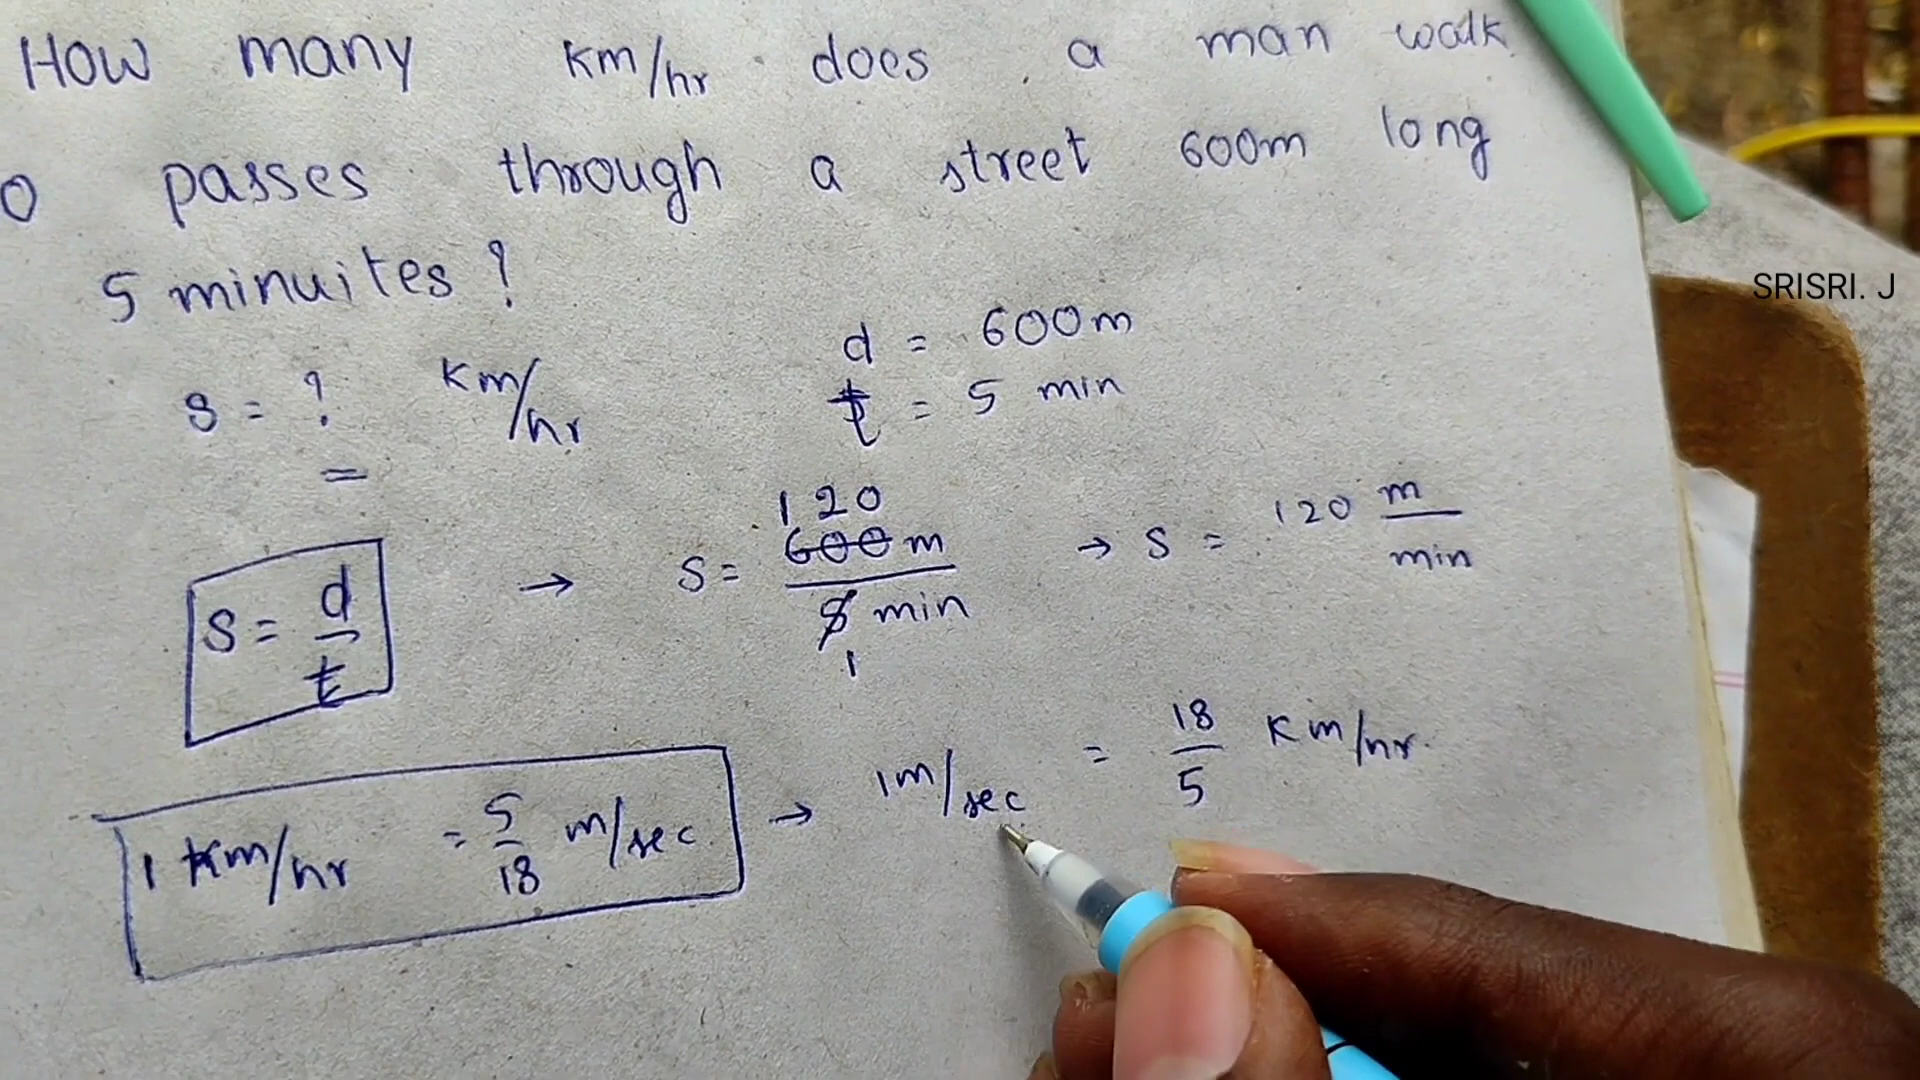 How many km/hr does a man walk
o passes through a street 600m long
5 minuites?
d = 600m
s = ? km/hr
t = 5 min
=
120
s = d/t → s = 600m/5 min → s = 120 m/min
1
1 km/hr = 5/18 m/sec → 1m/sec = 18/5 km/hr.
SRISRI. J